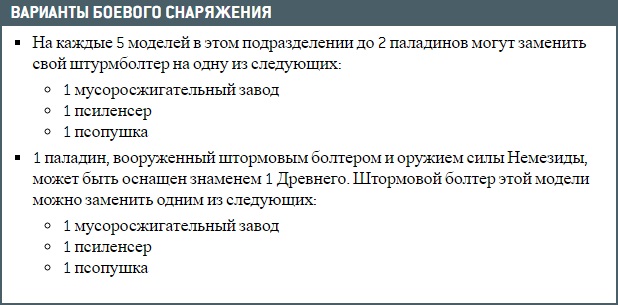 ВАРИАНТЫ БОЕВОГО СНАРЯЖЕНИЯ
▪ На каждые 5 моделей в этом подразделении до 2 паладинов могут заменить
свой штурмболтер на одну из следующих:
◦ 1 мусоросжигательный завод
◦ 1 псиленсер
◦ 1 псопушка
▪ 1 паладин, вооруженный штормовым болтером и оружием силы Немезиды,
может быть оснащен знаменем 1 Древнего. Штормовой болтер этой модели
можно заменить одним из следующих:
◦ 1 мусоросжигательный завод
◦ 1 псиленсер
◦ 1 псопушка